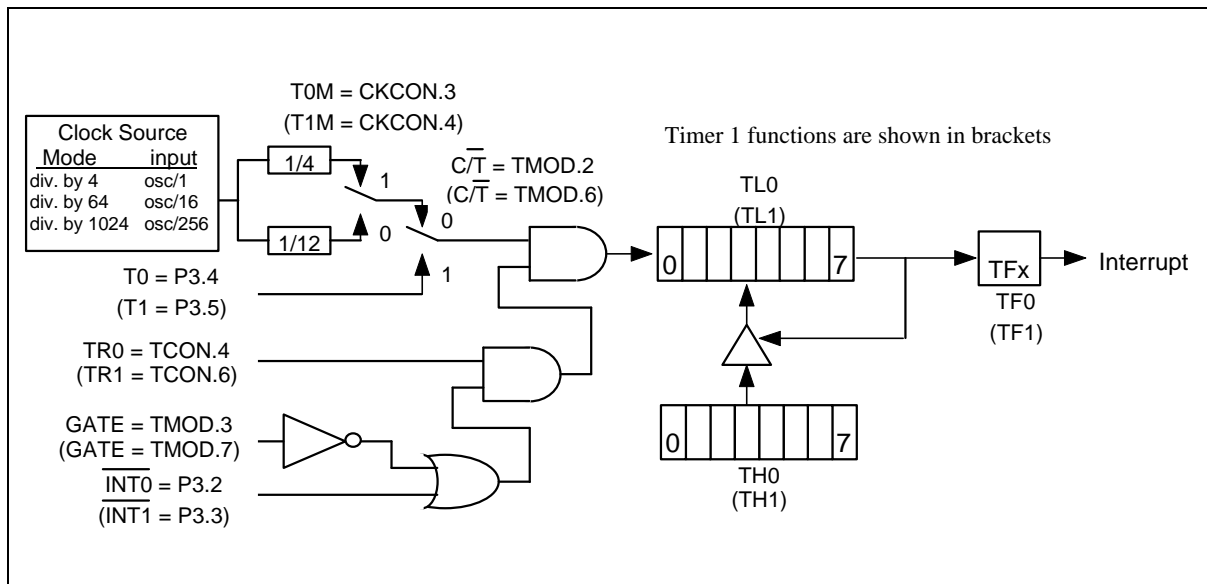 T0M = CKCON.3
(T1M = CKCON.4)
Clock Source
Mode input
div. by 4 osc/1
div. by 64 osc/16
div. by 1024 osc/256
1/4
1/12
1
0
C/T̅ = TMOD.2
(C/T̅ = TMOD.6)
0
1
Timer 1 functions are shown in brackets
TL0
(TL1)
0 7
TFx
Interrupt
TF0
(TF1)
T0 = P3.4
(T1 = P3.5)
TR0 = TCON.4
(TR1 = TCON.6)
GATE = TMOD.3
(GATE = TMOD.7)
I̅N̅T̅0̅ = P3.2
(I̅N̅T̅1̅ = P3.3)
0 7
TH0
(TH1)